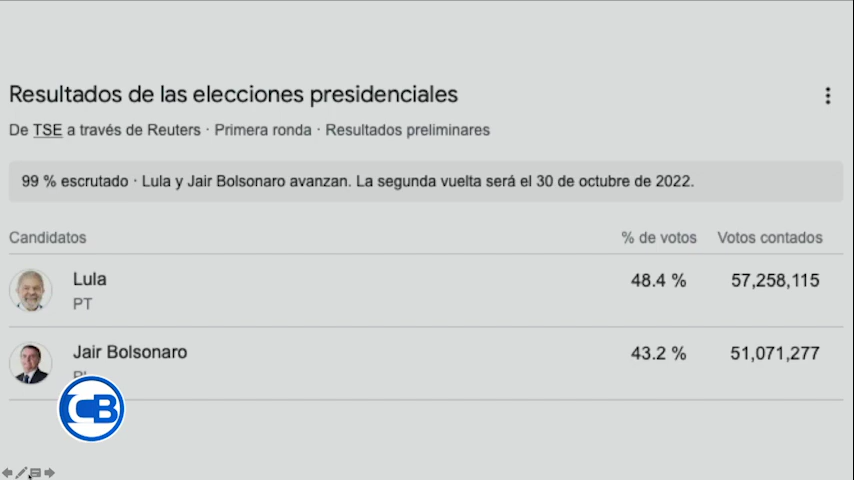 Resultados de las elecciones presidenciales
De TSE a través de Reuters · Primera ronda · Resultados preliminares
99 % escrutado · Lula y Jair Bolsonaro avanzan. La segunda vuelta será el 30 de octubre de 2022.
Candidatos % de votos Votos contados
Lula 48.4 % 57,258,115
PT
Jair Bolsonaro 43.2 % 51,071,277
CB